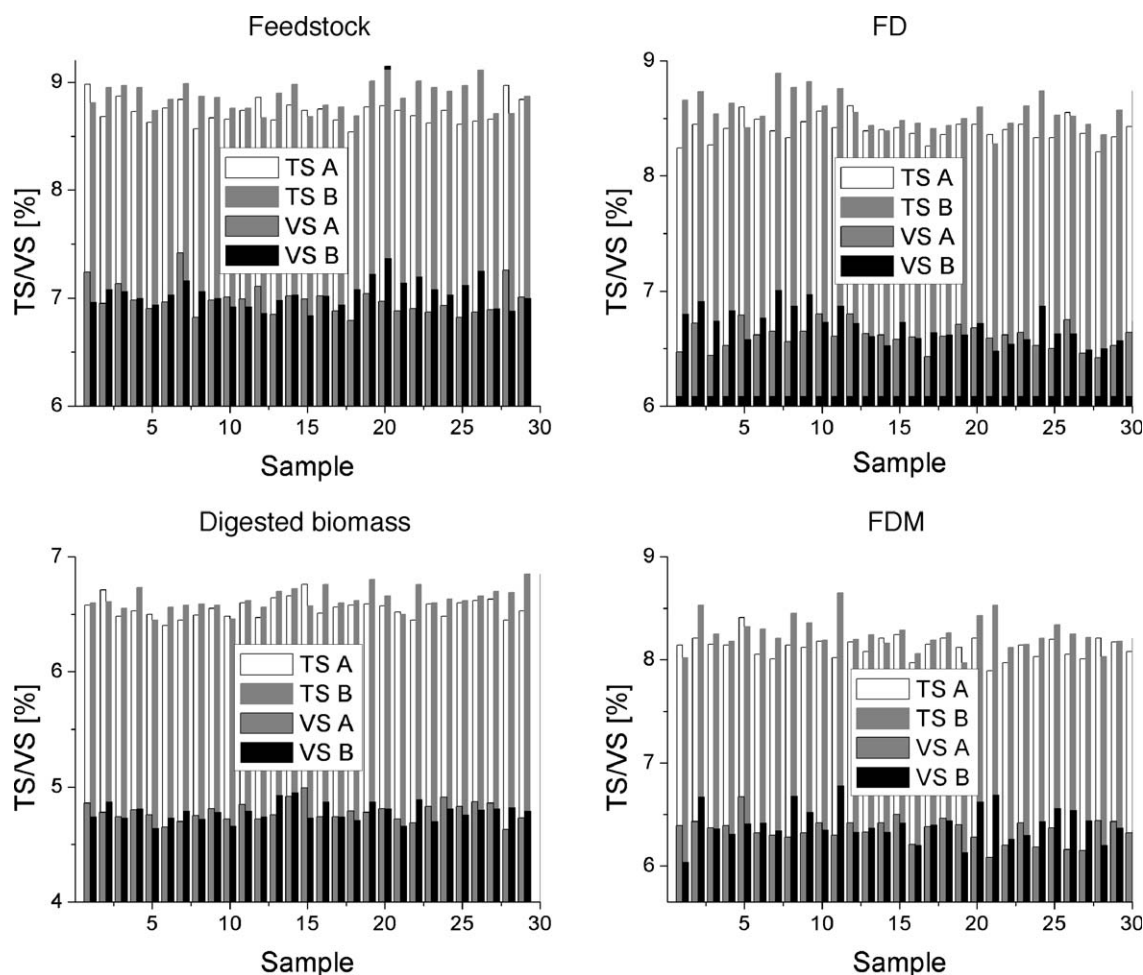 Feedstock
TS/VS [%]
9
8
7
6
TS A
TS B
VS A
VS B
5
10
15
20
25
30
Sample
FD
TS/VS [%]
9
8
7
6
TS A
TS B
VS A
VS B
5
10
15
20
25
30
Sample
Digested biomass
TS/VS [%]
7
6
5
4
TS A
TS B
VS A
VS B
5
10
15
20
25
30
Sample
FDM
TS/VS [%]
9
8
7
6
TS A
TS B
VS A
VS B
5
10
15
20
25
30
Sample